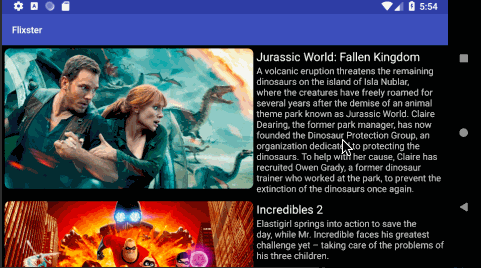 5:54
Flixster
Jurassic World: Fallen Kingdom
A volcanic eruption threatens the remaining
dinosaurs on the island of Isla Nublar,
where the creatures have freely roamed for
several years after the demise of an animal
theme park known as Jurassic World. Claire
Dearing, the former park manager, has now
founded the Dinosaur Protection Group, an
organization dedicated to protecting the
dinosaurs. To help with her cause, Claire has
recruited Owen Grady, a former dinosaur
trainer who worked at the park, to prevent the
extinction of the dinosaurs once again.
Incredibles 2
Elastigirl springs into action to save the
day, while Mr. Incredible faces his greatest
challenge yet – taking care of the problems of
his three children.